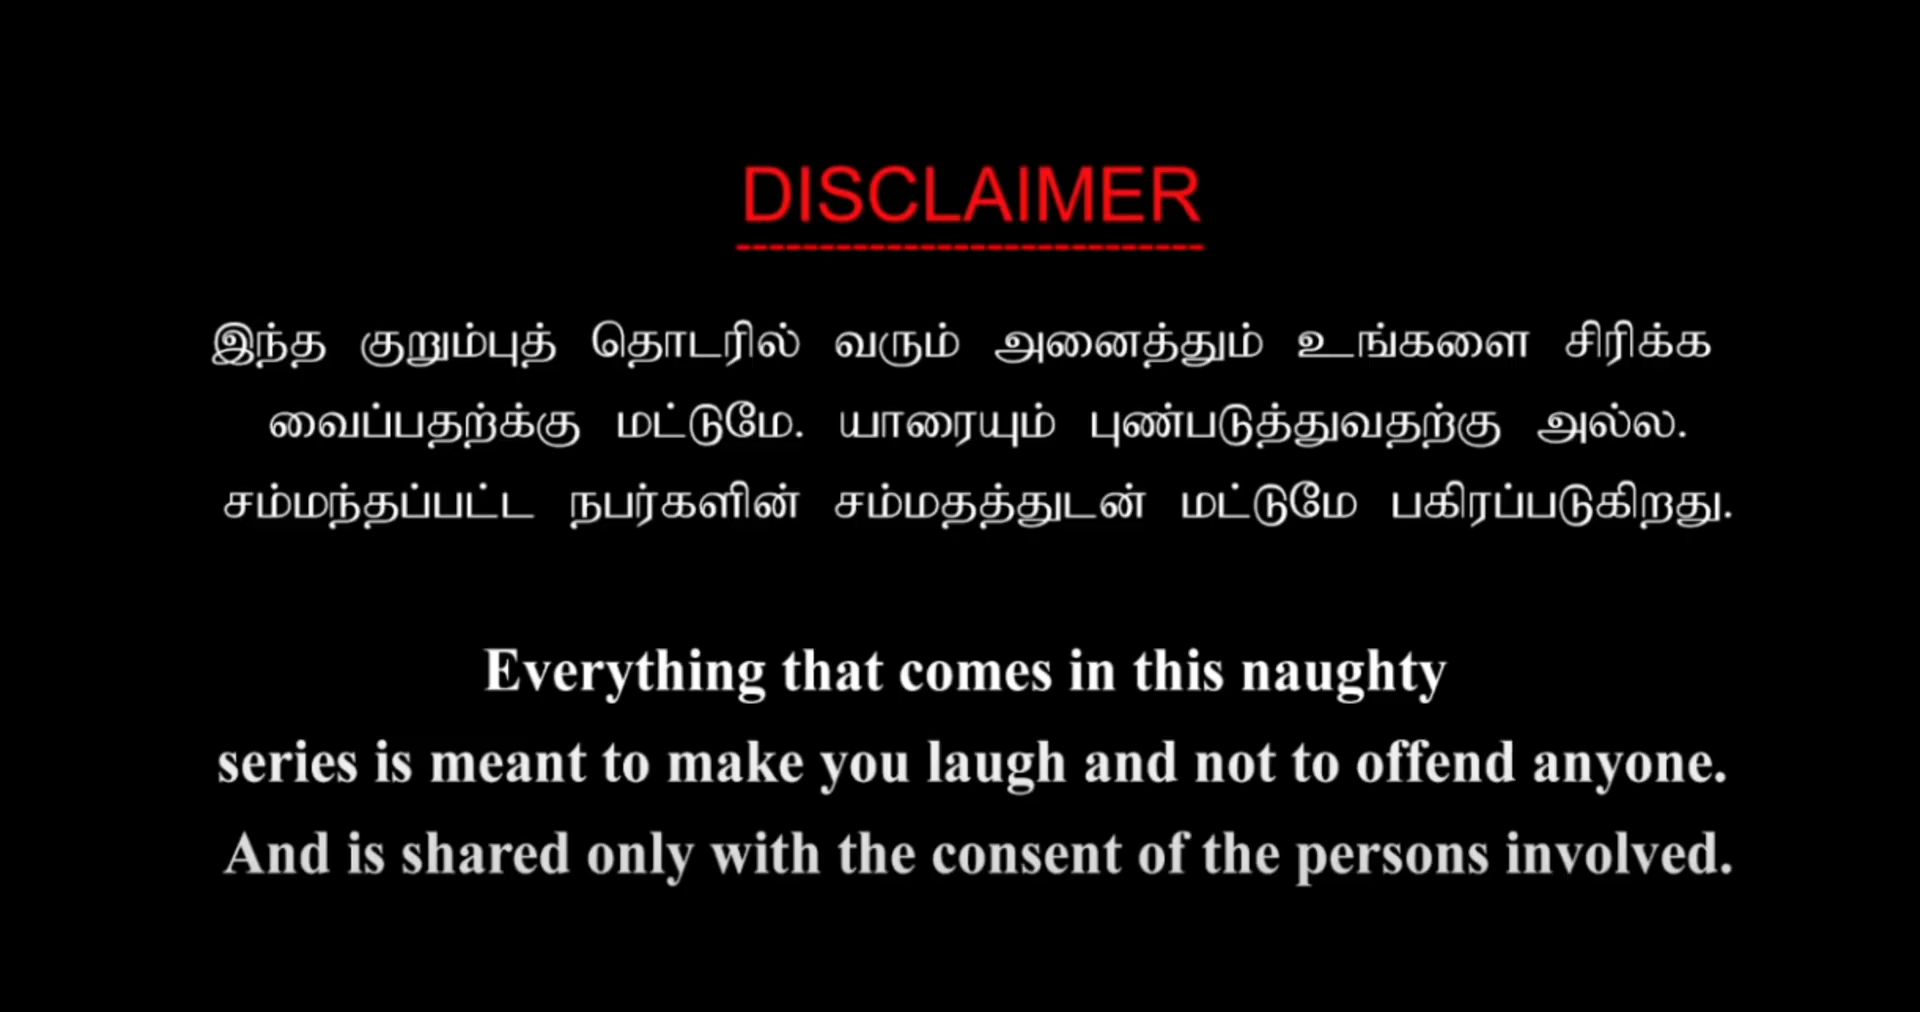 DISCLAIMER
----------------------------
இந்த குறும்புத் தொடரில் வரும் அனைத்தும் உங்களை சிரிக்க
வைப்பதற்க்கு மட்டுமே. யாரையும் புண்படுத்துவதற்கு அல்ல.
சம்மந்தப்பட்ட நபர்களின் சம்மதத்துடன் மட்டுமே பகிரப்படுகிறது.
Everything that comes in this naughty
series is meant to make you laugh and not to offend anyone.
And is shared only with the consent of the persons involved.